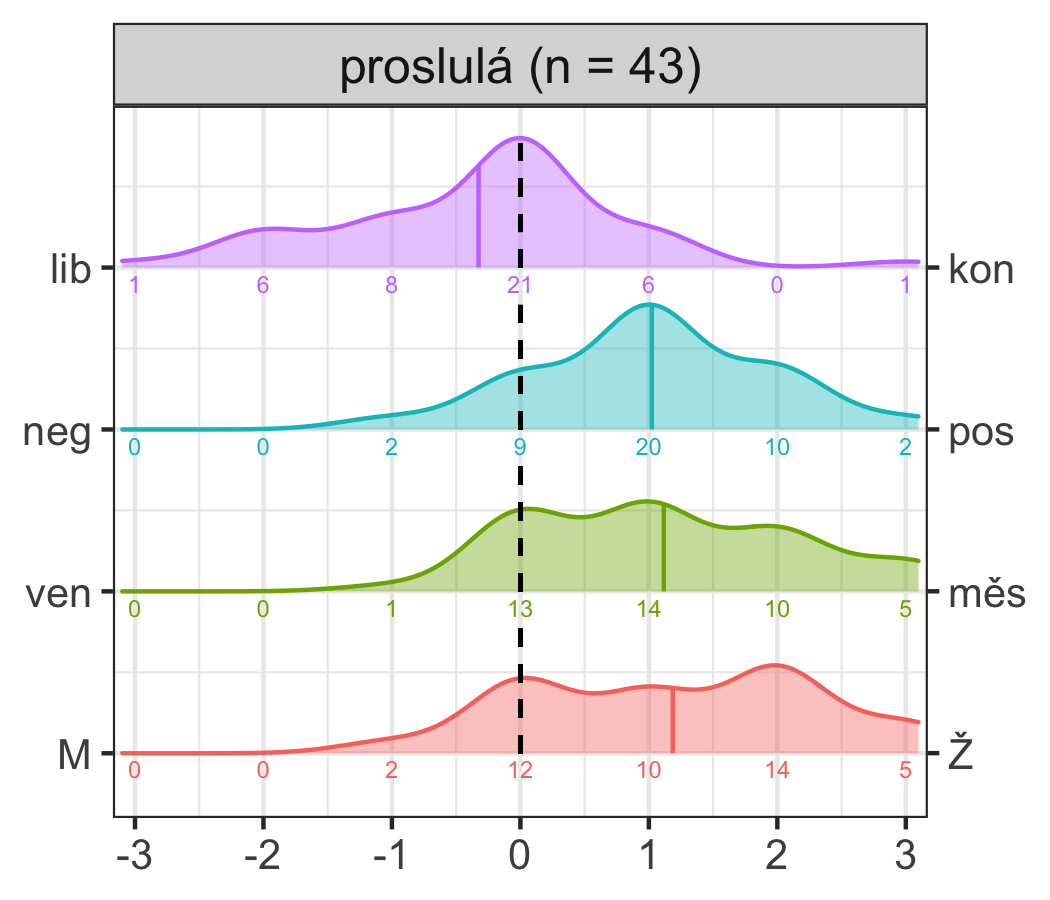 proslulá (n = 43)
lib kon
1 6 8 21 6 0 1
neg pos
0 0 2 9 20 10 2
ven měs
0 0 1 13 14 10 5
M Ž
0 0 2 12 10 14 5
-3 -2 -1 0 1 2 3